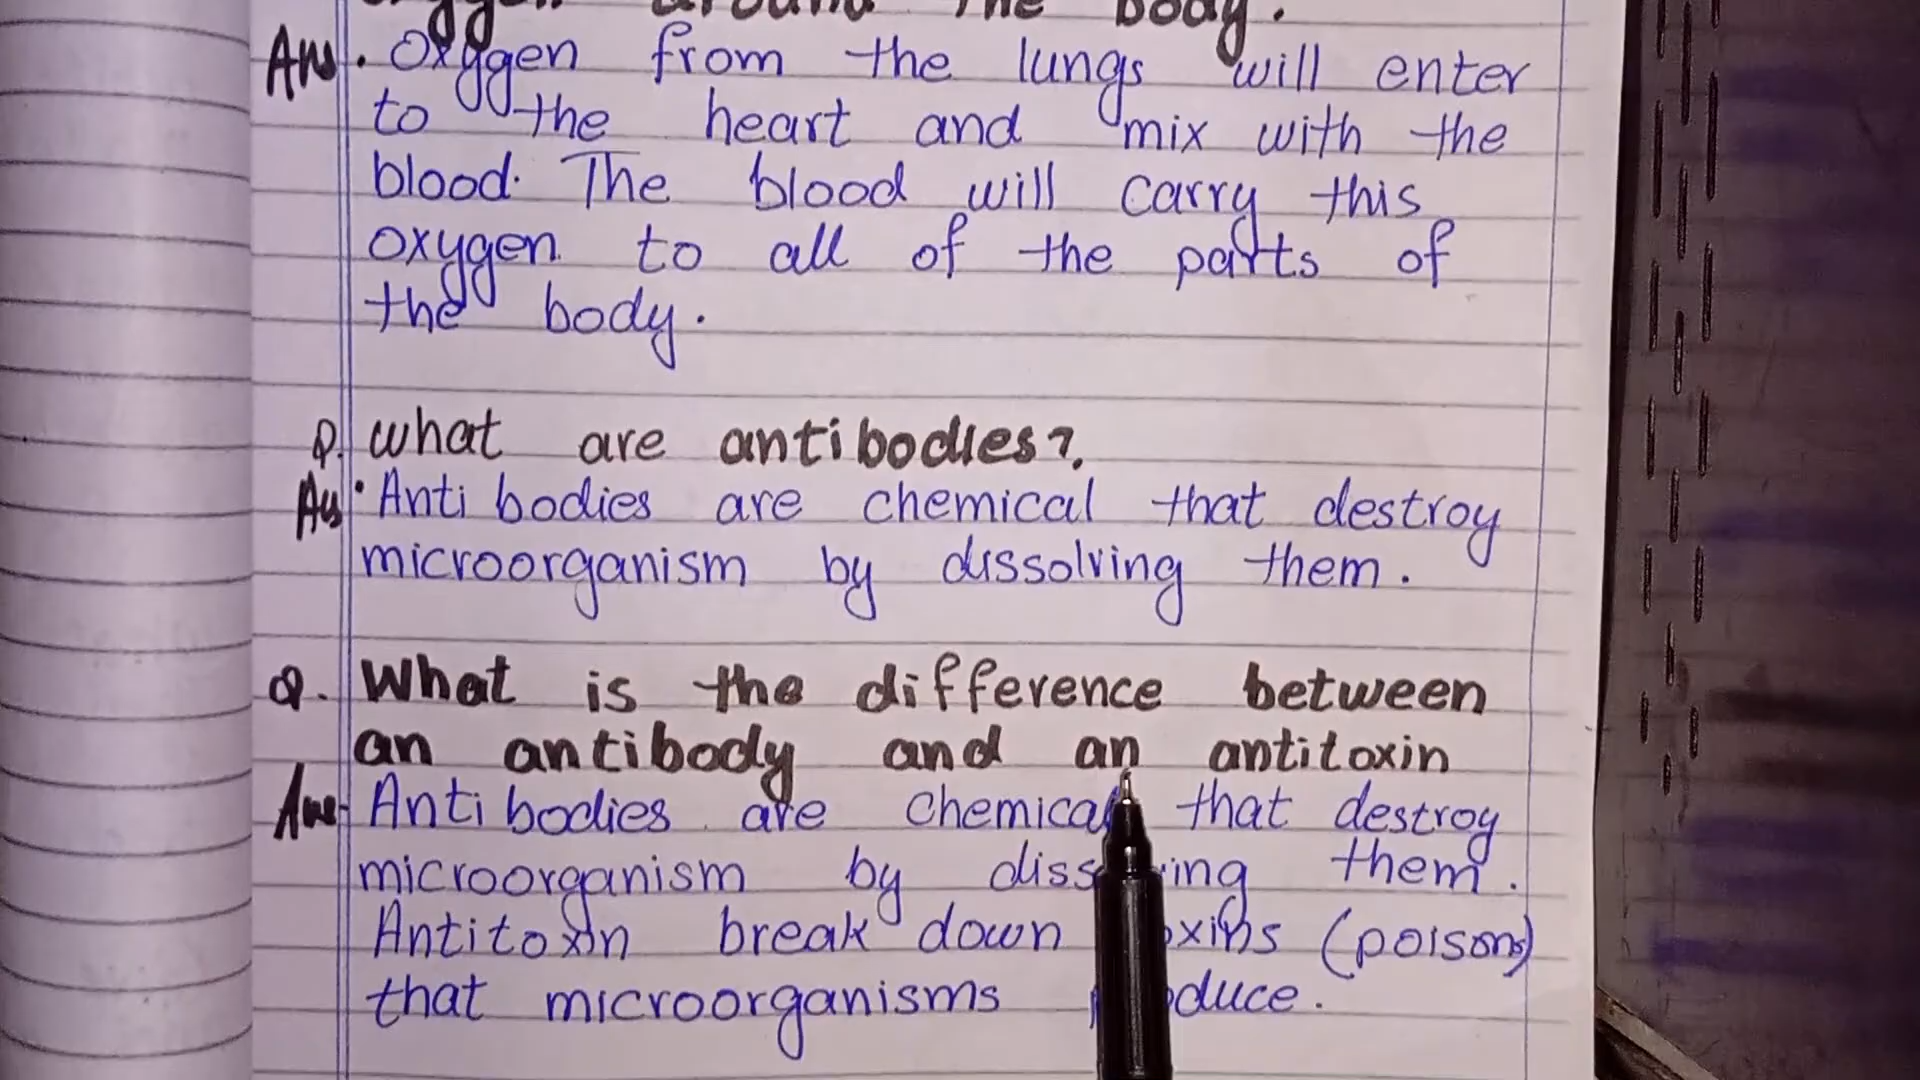 around the body.
Ans. Oxygen from the lungs will enter
to the heart and mix with the
blood. The blood will carry this
oxygen to all of the parts of
the body.
Q. What are antibodies?
Ans. Anti bodies are chemical that destroy
microorganism by dissolving them.
Q. What is the difference between
an antibody and an antitoxin
Ans- Anti bodies are chemical that destroy
microorganism by them.
Antitoxin break down (poisons)
that microorganisms